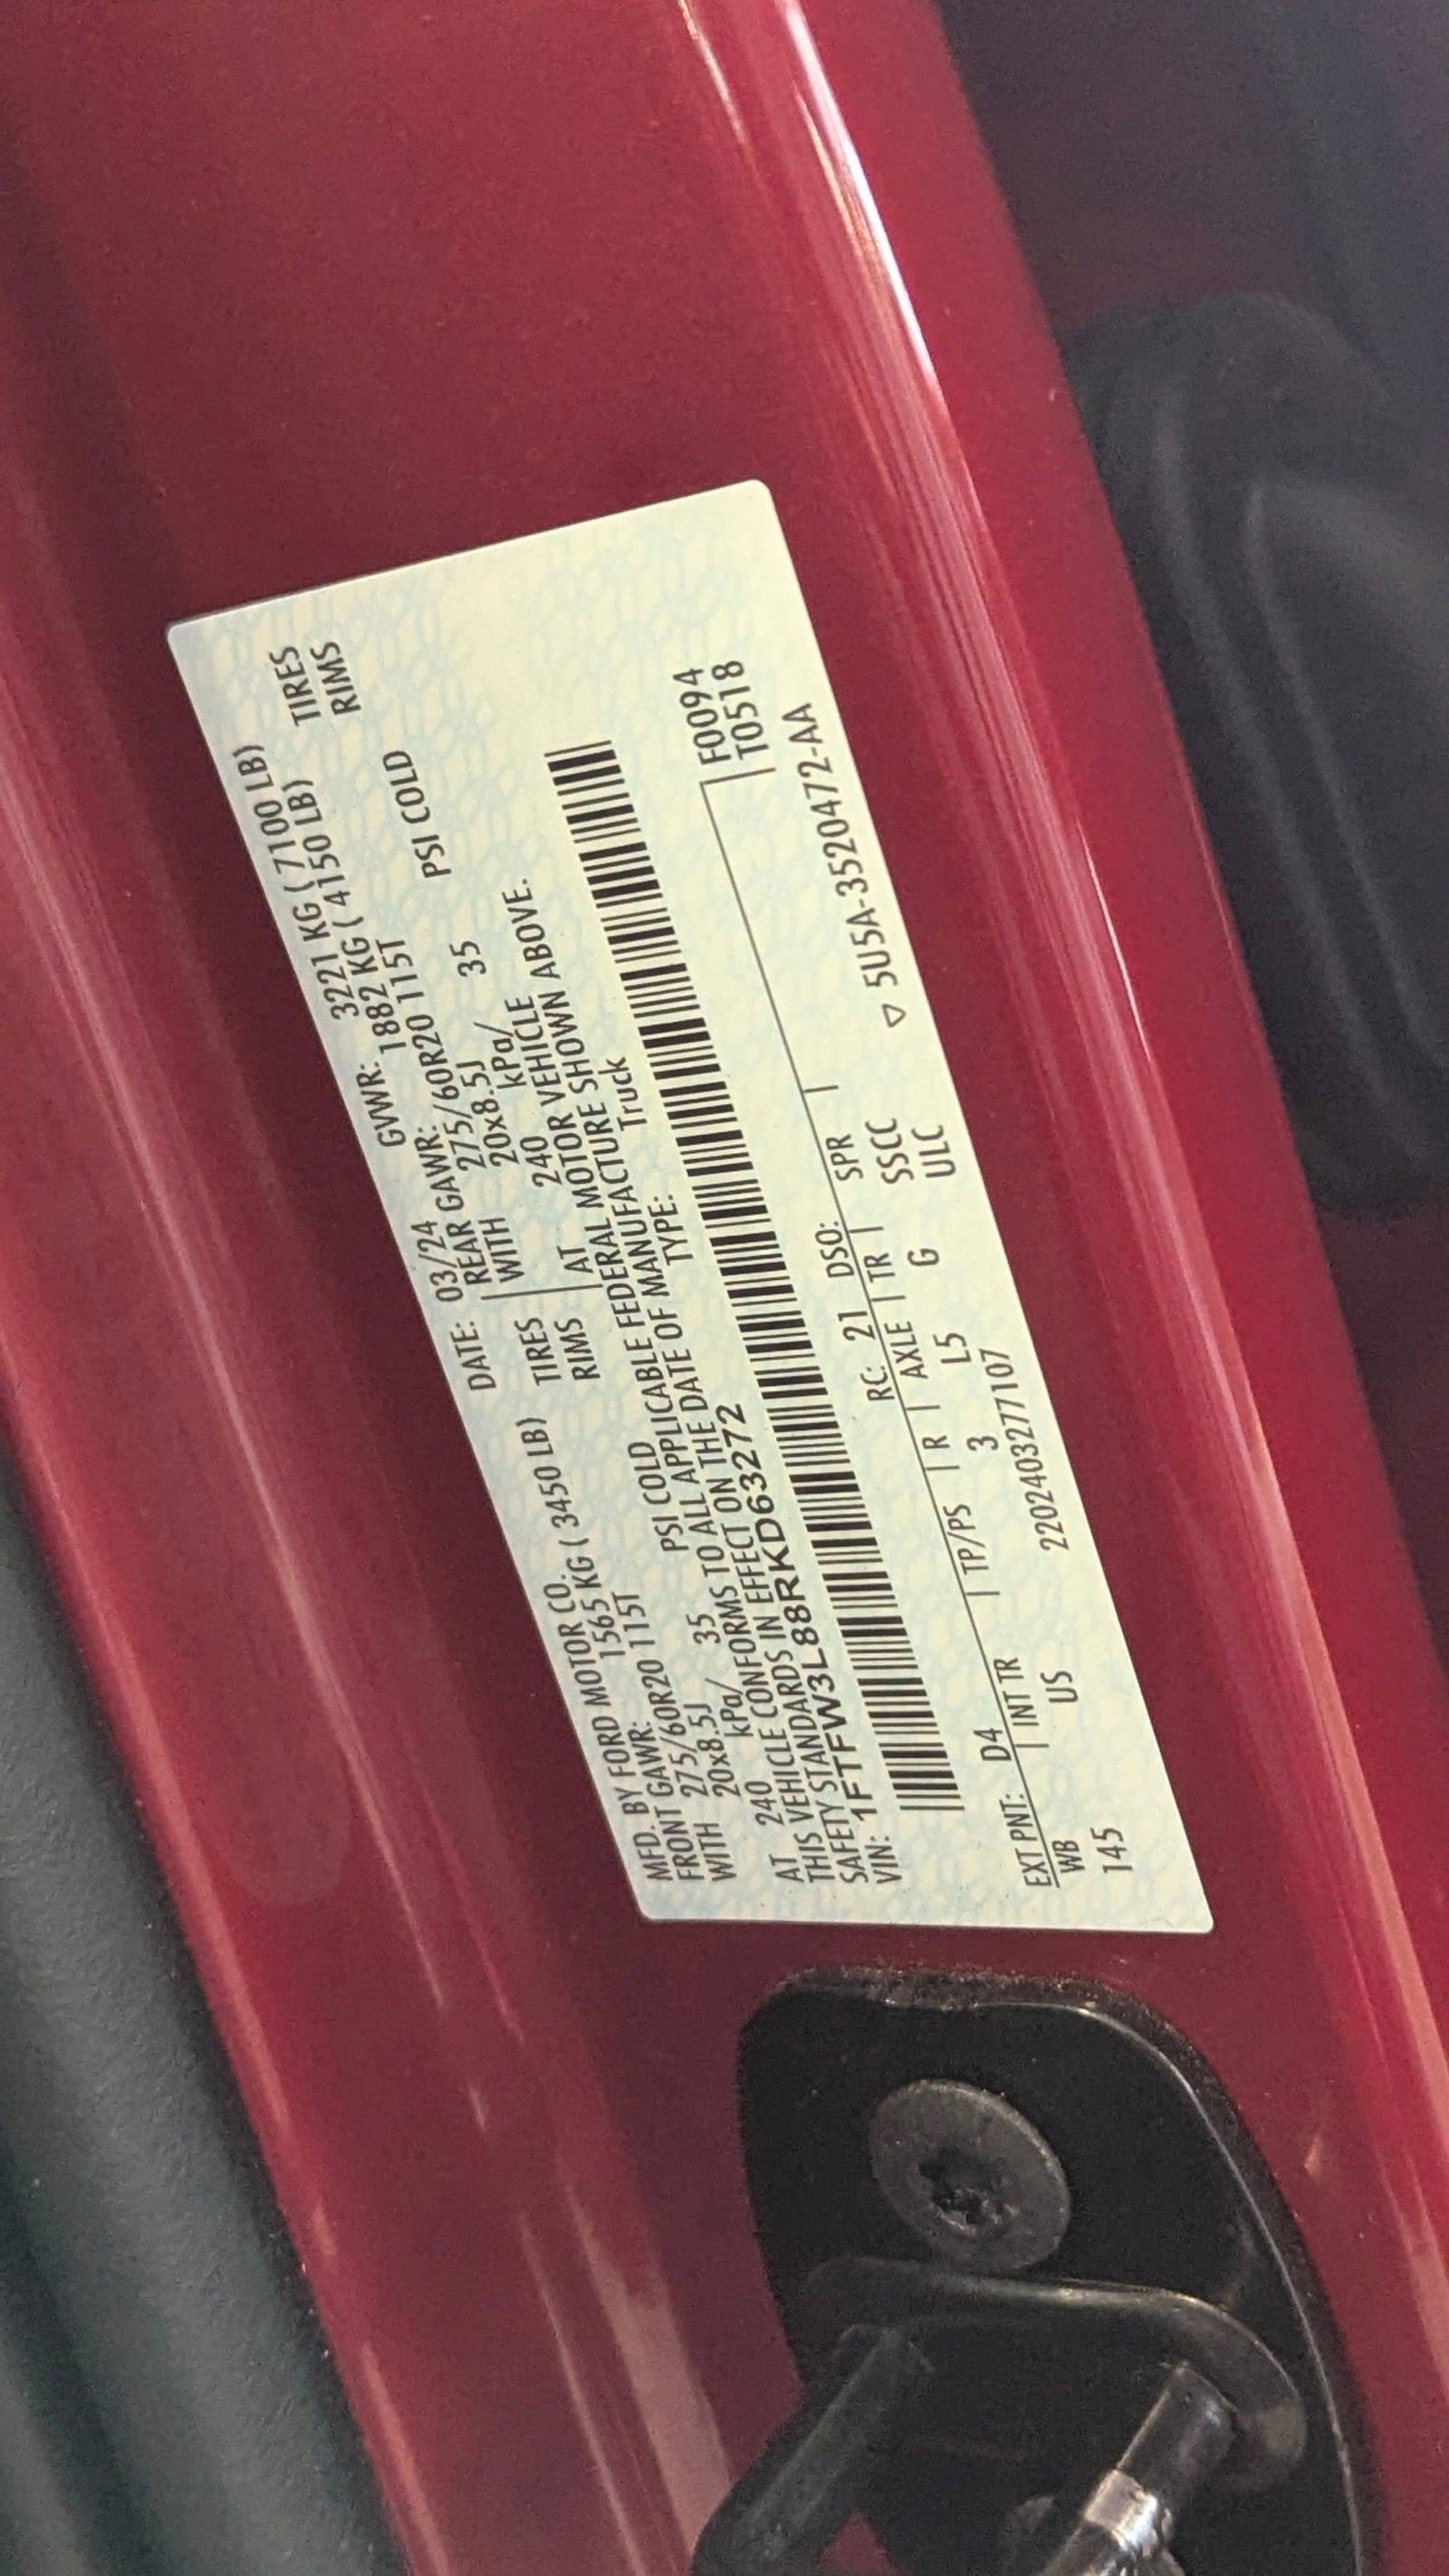 MFD. BY FORD MOTOR CO. DATE: 03/24 GVWR: 3221 KG ( 7100 LB)
FRONT GAWR: 1565 KG ( 3450 LB) REAR GAWR: 1882 KG ( 4150 LB)
WITH 275/60R20 115T TIRES WITH 275/60R20 115T TIRES
20x8.5J RIMS 20x8.5J RIMS
AT 240 kPa/ 35 PSI COLD AT 240 kPa/ 35 PSI COLD
THIS VEHICLE CONFORMS TO ALL APPLICABLE FEDERAL MOTOR VEHICLE
SAFETY STANDARDS IN EFFECT ON THE DATE OF MANUFACTURE SHOWN ABOVE.
VIN: 1FTFW3L88RKD63272 TYPE: Truck
F0094
T0518
EXT PNT: D4 RC: 21 DSO:
WB INT TR TP/PS R AXLE TR SPR
145 US 3 L5 G SSCC ULC
2202403277107
▽ 5U5A-3520472-AA